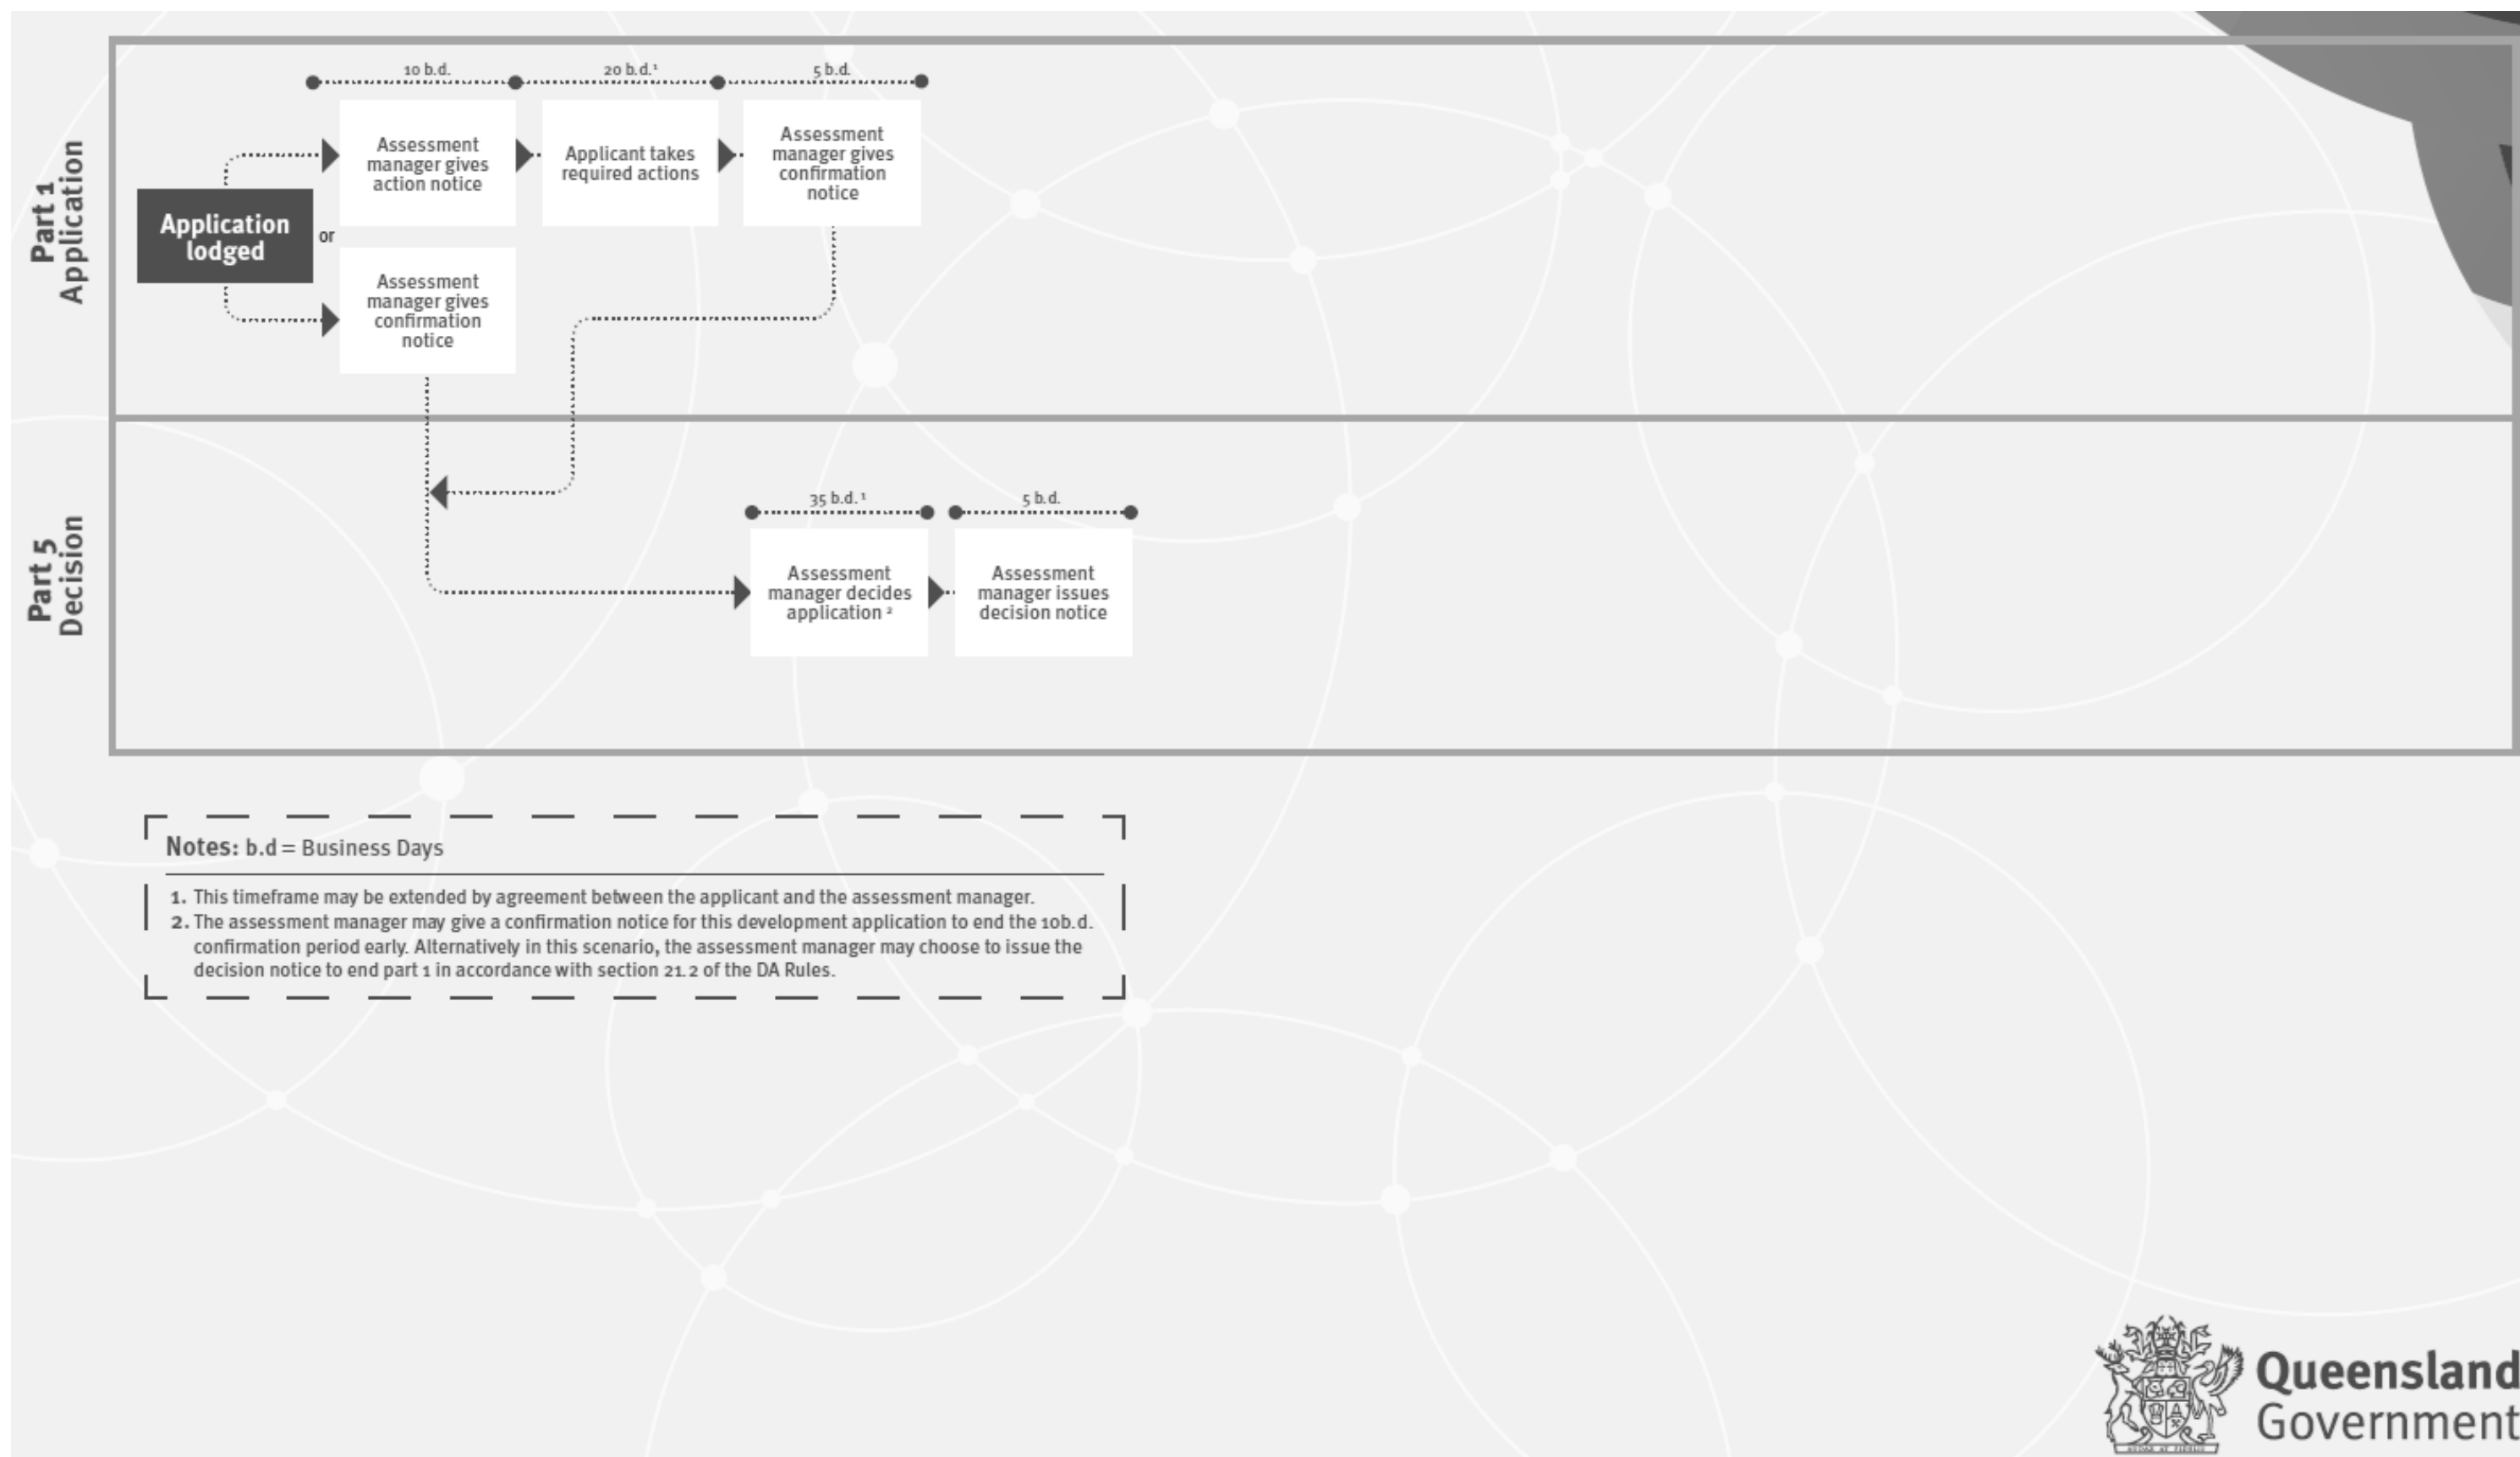 Part 1
Application
10 b.d.
20 b.d.¹
5 b.d.
Application
lodged
or
Assessment
manager gives
action notice
Applicant takes
required actions
Assessment
manager gives
confirmation
notice
Assessment
manager gives
confirmation
notice
Part 5
Decision
35 b.d. ¹
5 b.d.
Assessment
manager decides
application ²
Assessment
manager issues
decision notice
Notes: b.d = Business Days
1. This timeframe may be extended by agreement between the applicant and the assessment manager.
2. The assessment manager may give a confirmation notice for this development application to end the 10b.d.
confirmation period early. Alternatively in this scenario, the assessment manager may choose to issue the
decision notice to end part 1 in accordance with section 21.2 of the DA Rules.
Queensland
Government